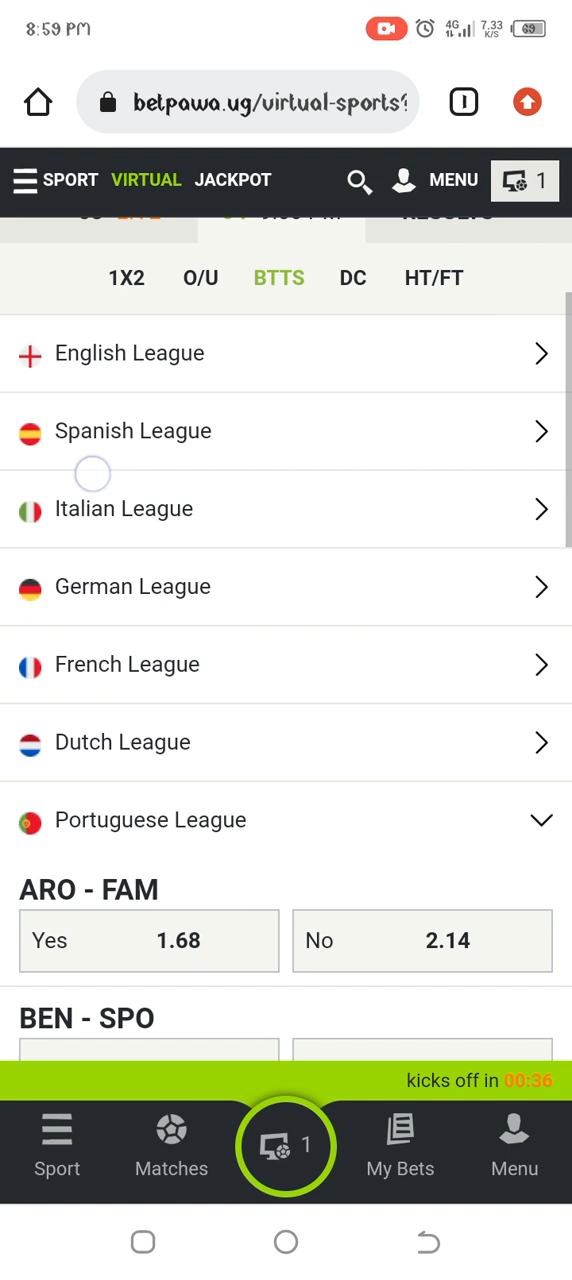 8:59 PM 4G 7.33 K/S 69
betpawa.ug/virtual-sports?
SPORT VIRTUAL JACKPOT MENU 1
1X2 O/U BTTS DC HT/FT
English League
Spanish League
Italian League
German League
French League
Dutch League
Portuguese League
ARO - FAM
Yes 1.68 No 2.14
BEN - SPO
kicks off in 00:36
1
Sport Matches My Bets Menu